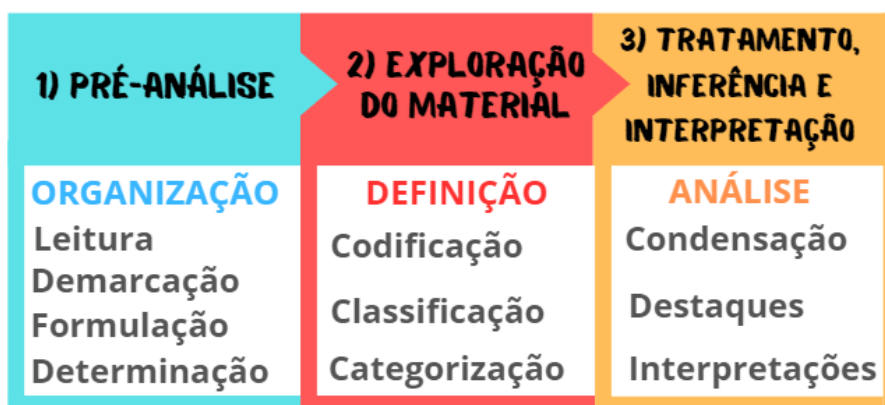 1) PRÉ-ANÁLISE
ORGANIZAÇÃO
Leitura
Demarcação
Formulação
Determinação
2) EXPLORAÇÃO
DO MATERIAL
DEFINIÇÃO
Codificação
Classificação
Categorização
3) TRATAMENTO,
INFERÊNCIA E
INTERPRETAÇÃO
ANÁLISE
Condensação
Destaques
Interpretações